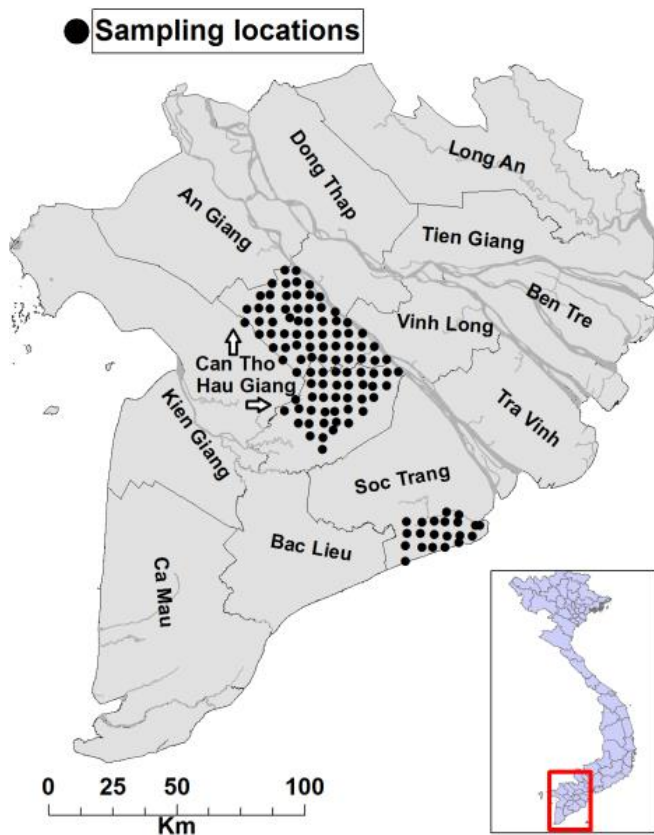 Sampling locations
Long An
Dong Thap
An Giang
Tien Giang
Ben Tre
Vinh Long
Can Tho
Hau Giang
Tra Vinh
Kien Giang
Soc Trang
Bac Lieu
Ca Mau
0 25 50 100
Km